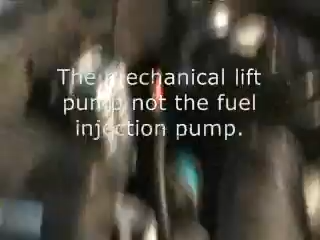 The mechanical lift
pump not the fuel
injection pump.